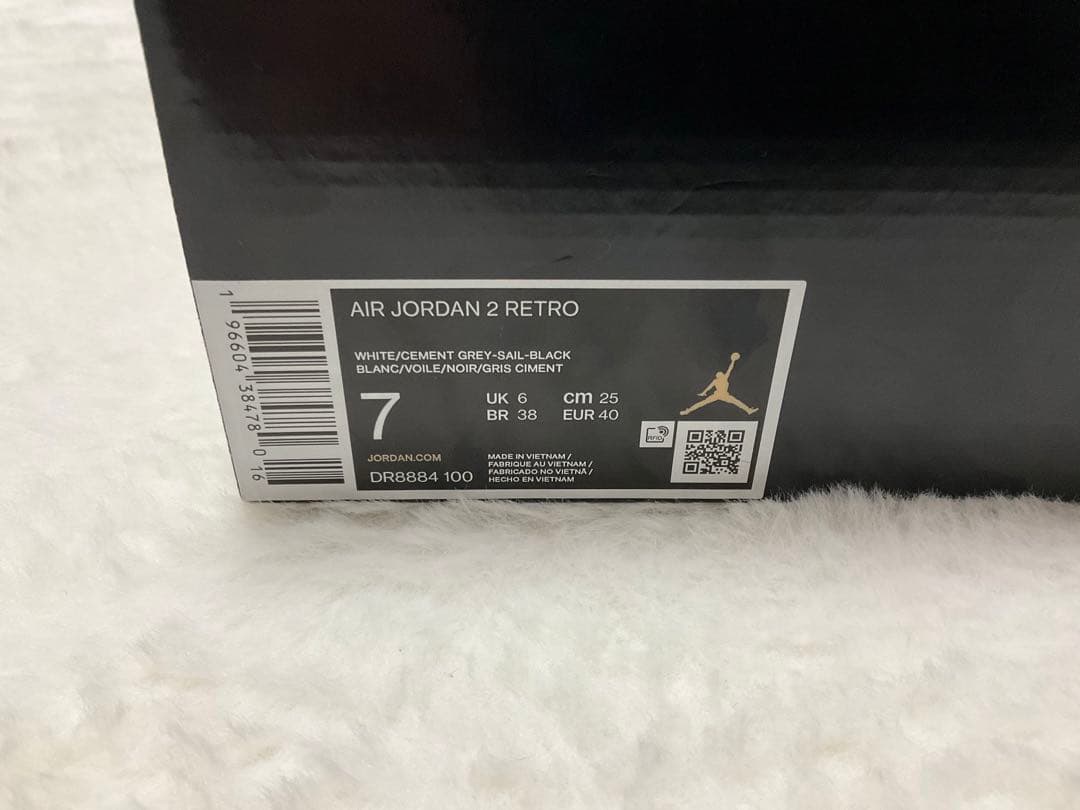 AIR JORDAN 2 RETRO
WHITE/CEMENT GREY-SAIL-BLACK
BLANC/VOILE/NOIR/GRIS CIMENT
7
UK 6 cm 25
BR 38 EUR 40
JORDAN.COM
DR8884 100
MADE IN VIETNAM /
FABRIQUE AU VIETNAM /
FABRICADO NO VIETNÃ /
HECHO EN VIETNAM
RFID
1 96604 38478 0 16